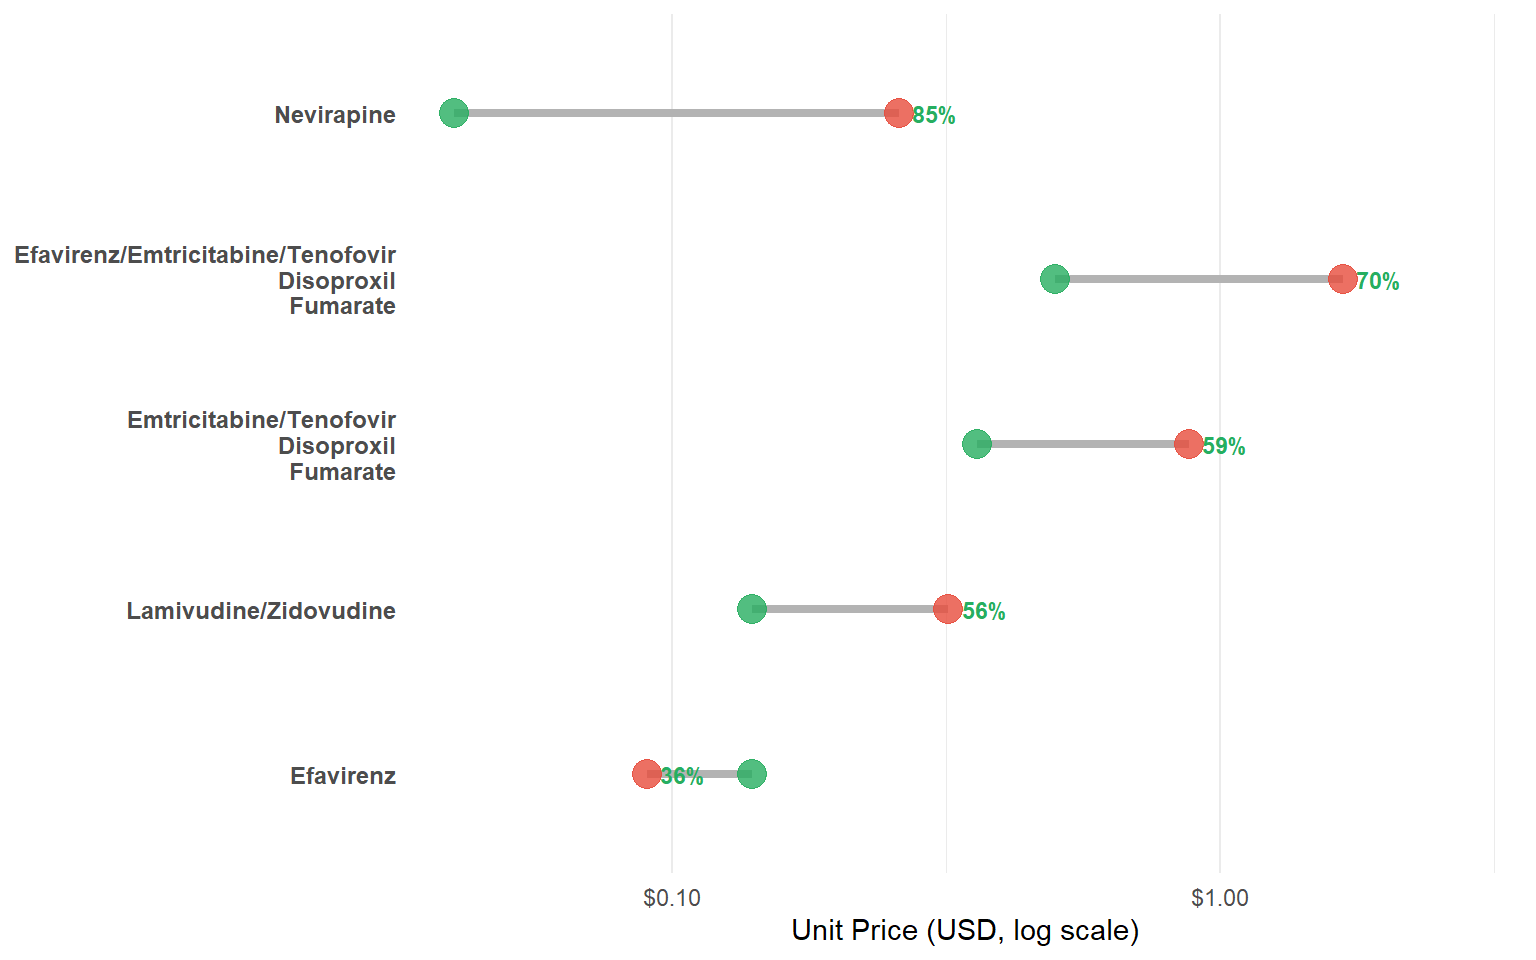 Nevirapine
85%
Efavirenz/Emtricitabine/Tenofovir
Disoproxil
Fumarate
70%
Emtricitabine/Tenofovir
Disoproxil
Fumarate
59%
Lamivudine/Zidovudine
56%
Efavirenz
36%
$0.10
$1.00
Unit Price (USD, log scale)